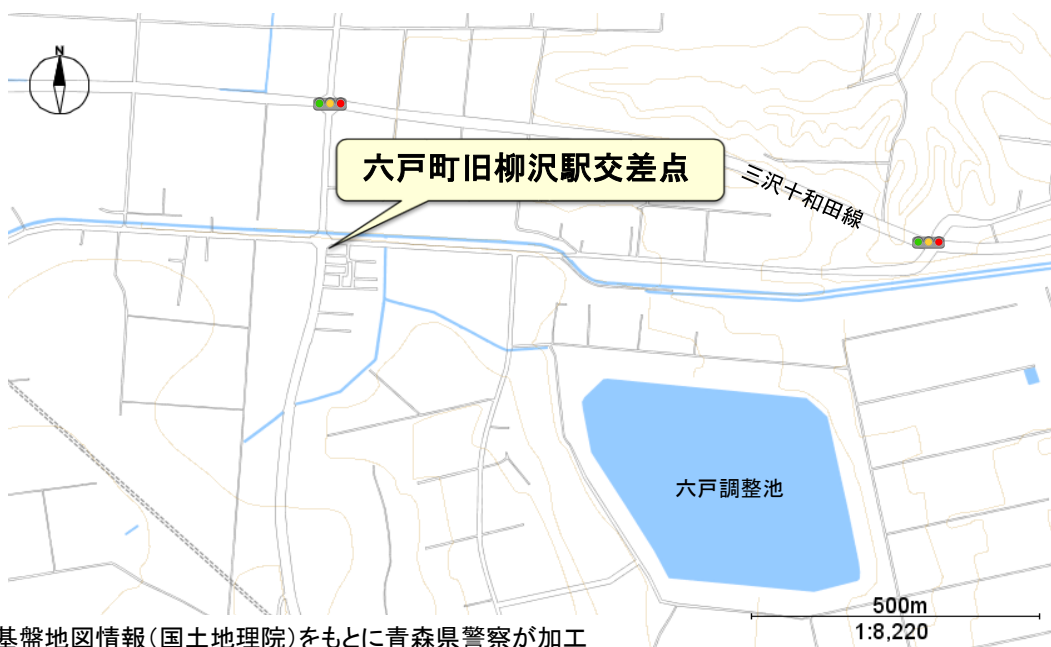 N
六戸町旧柳沢駅交差点
三沢十和田線
六戸調整池
500m
1:8,220
基盤地図情報(国土地理院)をもとに青森県警察が加工